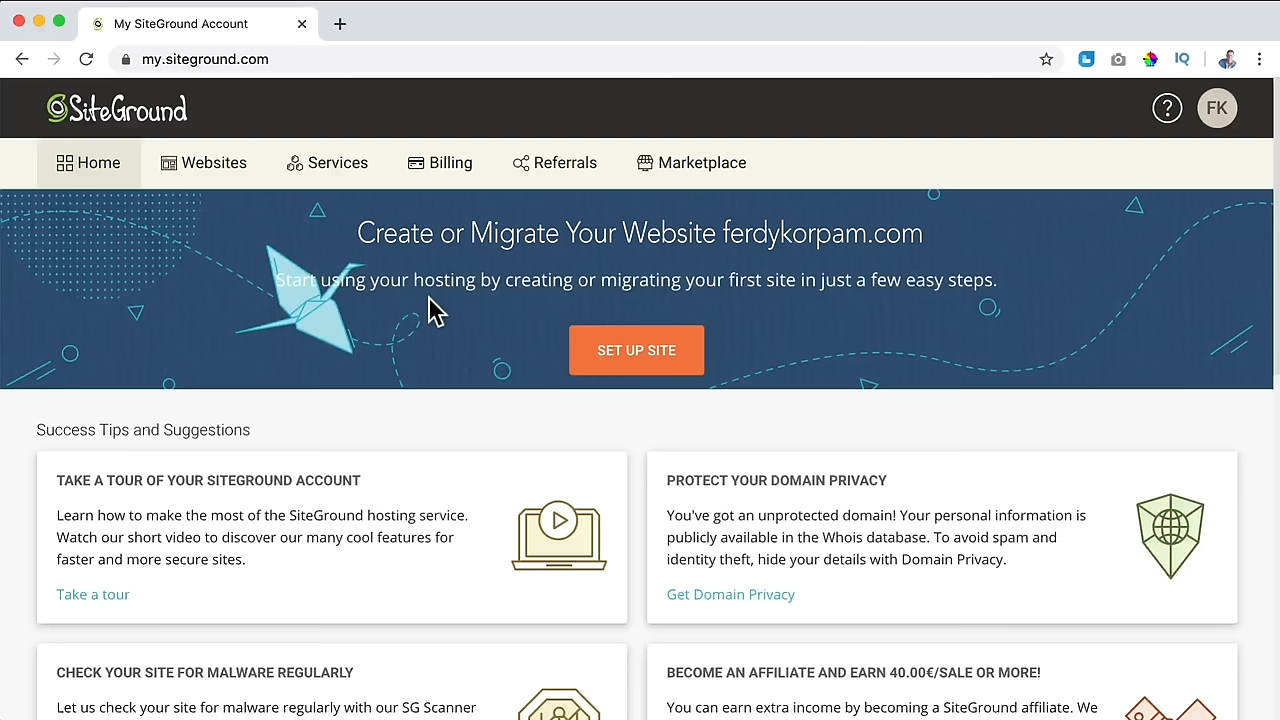 My SiteGround Account
my.siteground.com
IQ
SiteGround
?
FK
Home
Websites
Services
Billing
Referrals
Marketplace
Create or Migrate Your Website ferdykorpam.com
Start using your hosting by creating or migrating your first site in just a few easy steps.
SET UP SITE
Success Tips and Suggestions
TAKE A TOUR OF YOUR SITEGROUND ACCOUNT
Learn how to make the most of the SiteGround hosting service.
Watch our short video to discover our many cool features for
faster and more secure sites.
Take a tour
PROTECT YOUR DOMAIN PRIVACY
You've got an unprotected domain! Your personal information is
publicly available in the Whois database. To avoid spam and
identity theft, hide your details with Domain Privacy.
Get Domain Privacy
CHECK YOUR SITE FOR MALWARE REGULARLY
Let us check your site for malware regularly with our SG Scanner
BECOME AN AFFILIATE AND EARN 40.00€/SALE OR MORE!
You can earn extra income by becoming a SiteGround affiliate. We